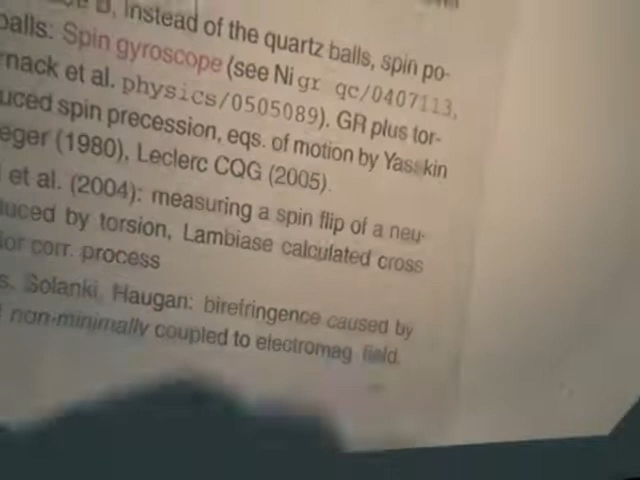 B, Instead of the quartz balls, spin po-
balls: Spin gyroscope (see Ni gr qc/0407113,
rnack et al. physics/0505089). GR plus tor-
uced spin precession, eqs. of motion by Yasskin
eger (1980), Leclerc CQG (2005).
et al. (2004): measuring a spin flip of a neu-
duced by torsion, Lambiase calculated cross
for corr. process
s. Solanki, Haugan: birefringence caused by
non-minimally coupled to electromag field.